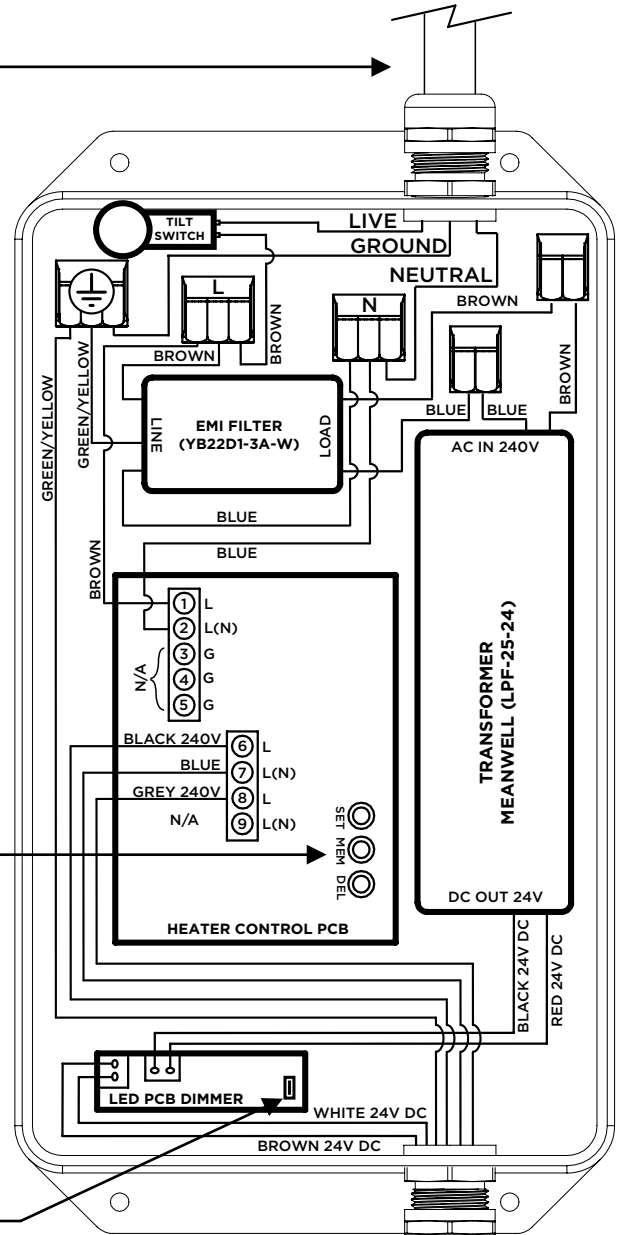 TILT
SWITCH
LIVE
GROUND
NEUTRAL
L
N
BROWN
BROWN
BROWN
BROWN
GREEN/YELLOW
GREEN/YELLOW
LINE
EMI FILTER
(YB22D1-3A-W)
LOAD
BLUE
BLUE
AC IN 240V
BLUE
BLUE
BROWN
1 L
2 L(N)
3 G
4 G
5 G
N/A
BLACK 240V 6 L
BLUE 7 L(N)
GREY 240V 8 L
N/A 9 L(N)
SET
MEM
DEL
HEATER CONTROL PCB
TRANSFORMER
MEANWELL (LPF-25-24)
DC OUT 24V
BLACK 24V DC
RED 24V DC
LED PCB DIMMER
WHITE 24V DC
BROWN 24V DC